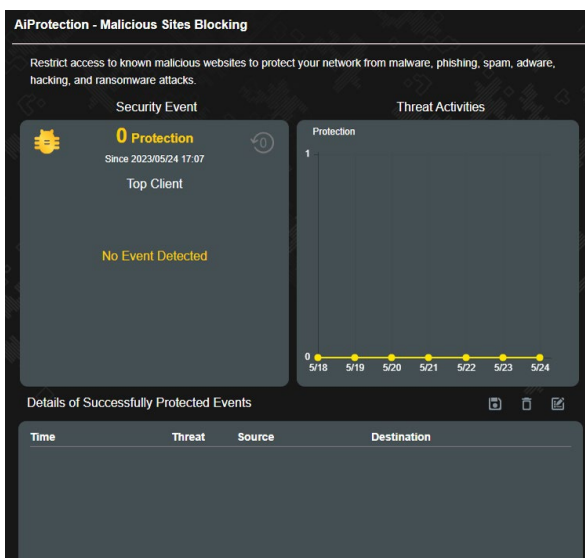 AiProtection - Malicious Sites Blocking
Restrict access to known malicious websites to protect your network from malware, phishing, spam, adware,
hacking, and ransomware attacks.
Security Event
Threat Activities
0 Protection
0
Since 2023/05/24 17:07
Top Client
No Event Detected
Protection
1
0
5/18 5/19 5/20 5/21 5/22 5/23 5/24
Details of Successfully Protected Events
Time Threat Source Destination